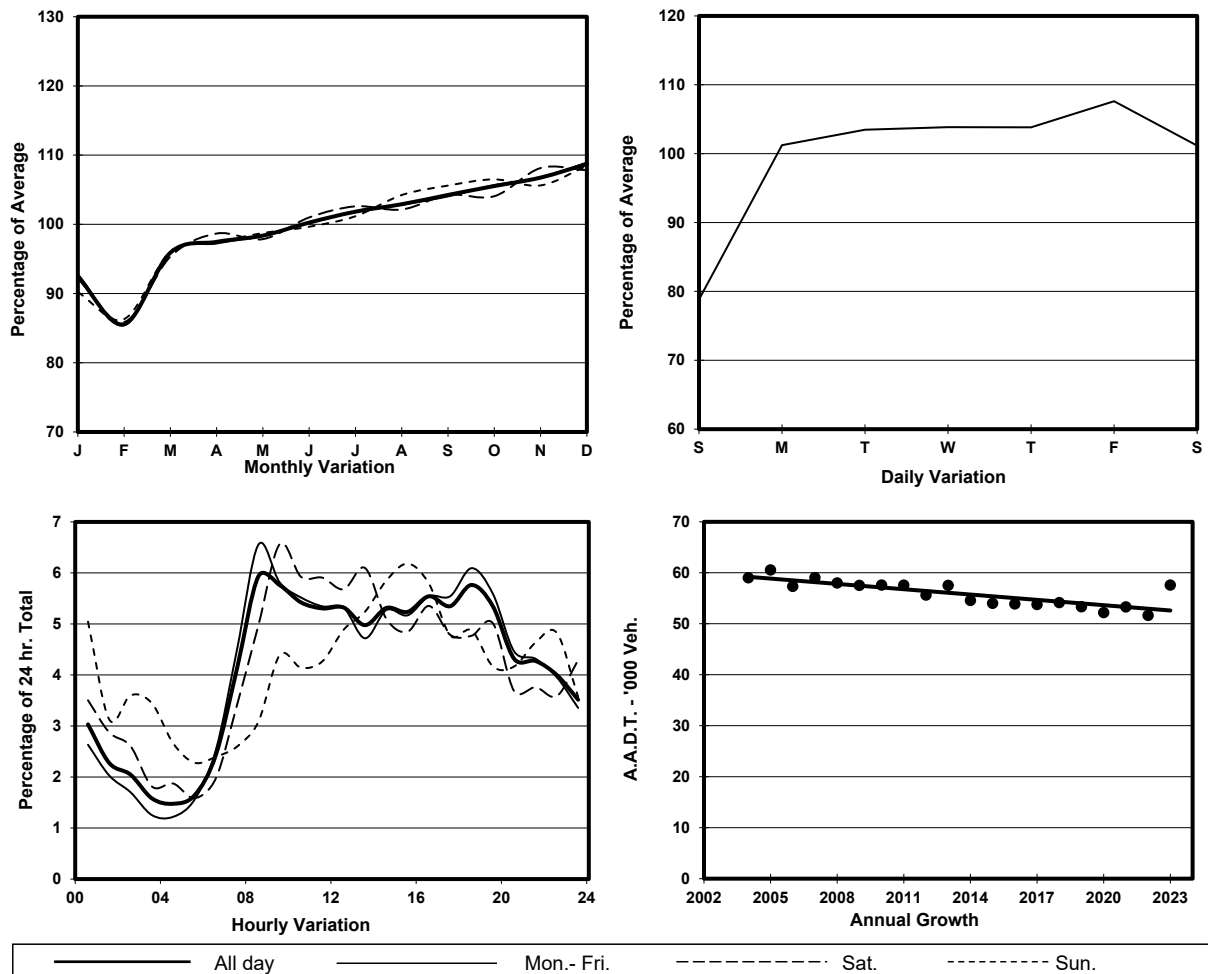 130
120
110
100
90
80
70
Percentage of Average
J F M A M J J A S O N D
Monthly Variation
120
110
100
90
80
70
60
Percentage of Average
S M T W T F S
Daily Variation
7
6
5
4
3
2
1
0
Percentage of 24 hr. Total
00 04 08 12 16 20 24
Hourly Variation
70
60
50
40
30
20
10
0
A.A.D.T. - '000 Veh.
2002 2005 2008 2011 2014 2017 2020 2023
Annual Growth
All day Mon.- Fri. Sat. Sun.